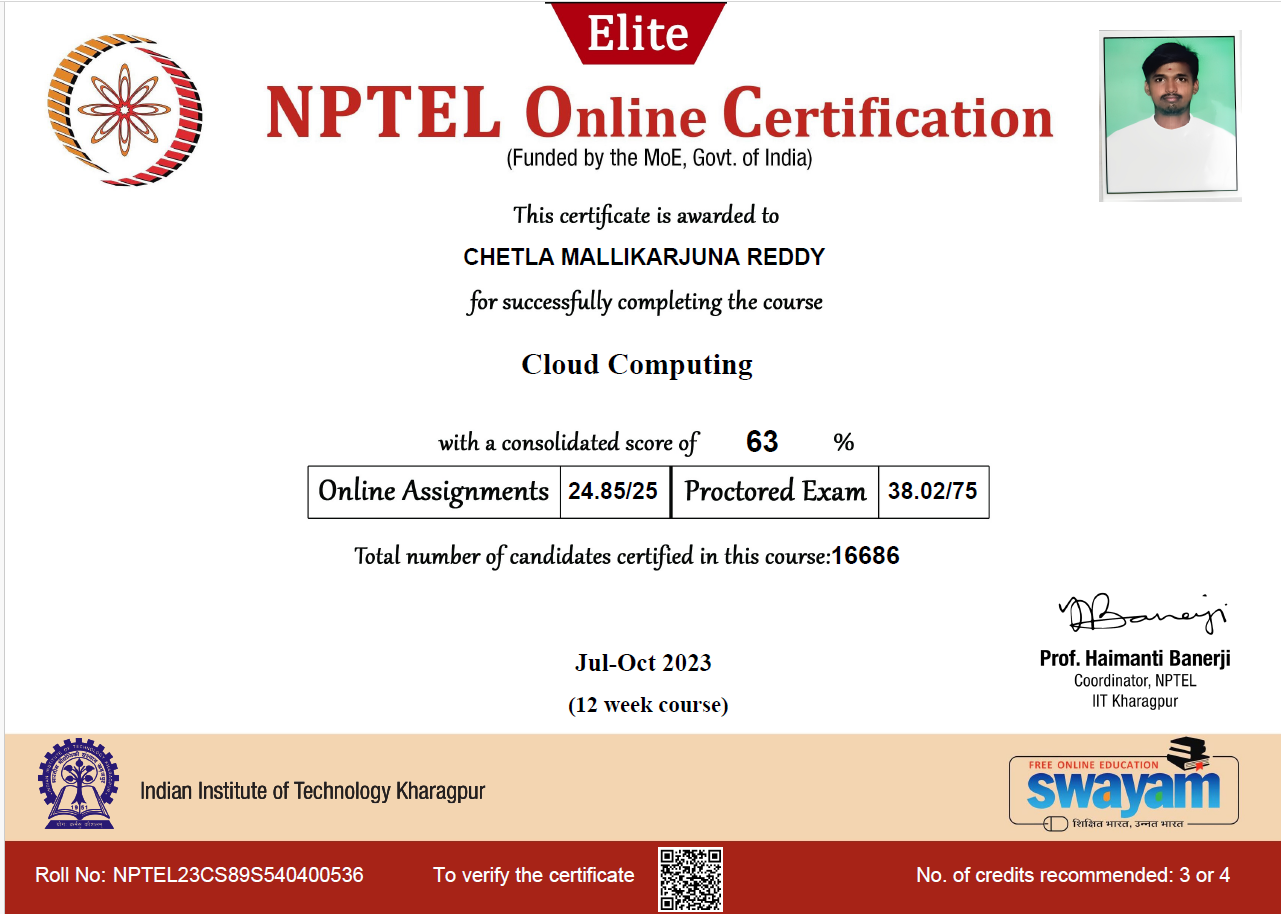 Elite
NPTEL Online Certification
(Funded by the MoE, Govt. of India)
This certificate is awarded to
CHETLA MALLIKARJUNA REDDY
for successfully completing the course
Cloud Computing
with a consolidated score of 63 %
Online Assignments 24.85/25 Proctored Exam 38.02/75
Total number of candidates certified in this course:16686
Jul-Oct 2023
(12 week course)
Prof. Haimanti Banerji
Coordinator, NPTEL
IIT Kharagpur
Indian Institute of Technology Kharagpur
1951
FREE ONLINE EDUCATION
swayam
शिक्षित भारत, उन्नत भारत
Roll No: NPTEL23CS89S540400536 To verify the certificate No. of credits recommended: 3 or 4